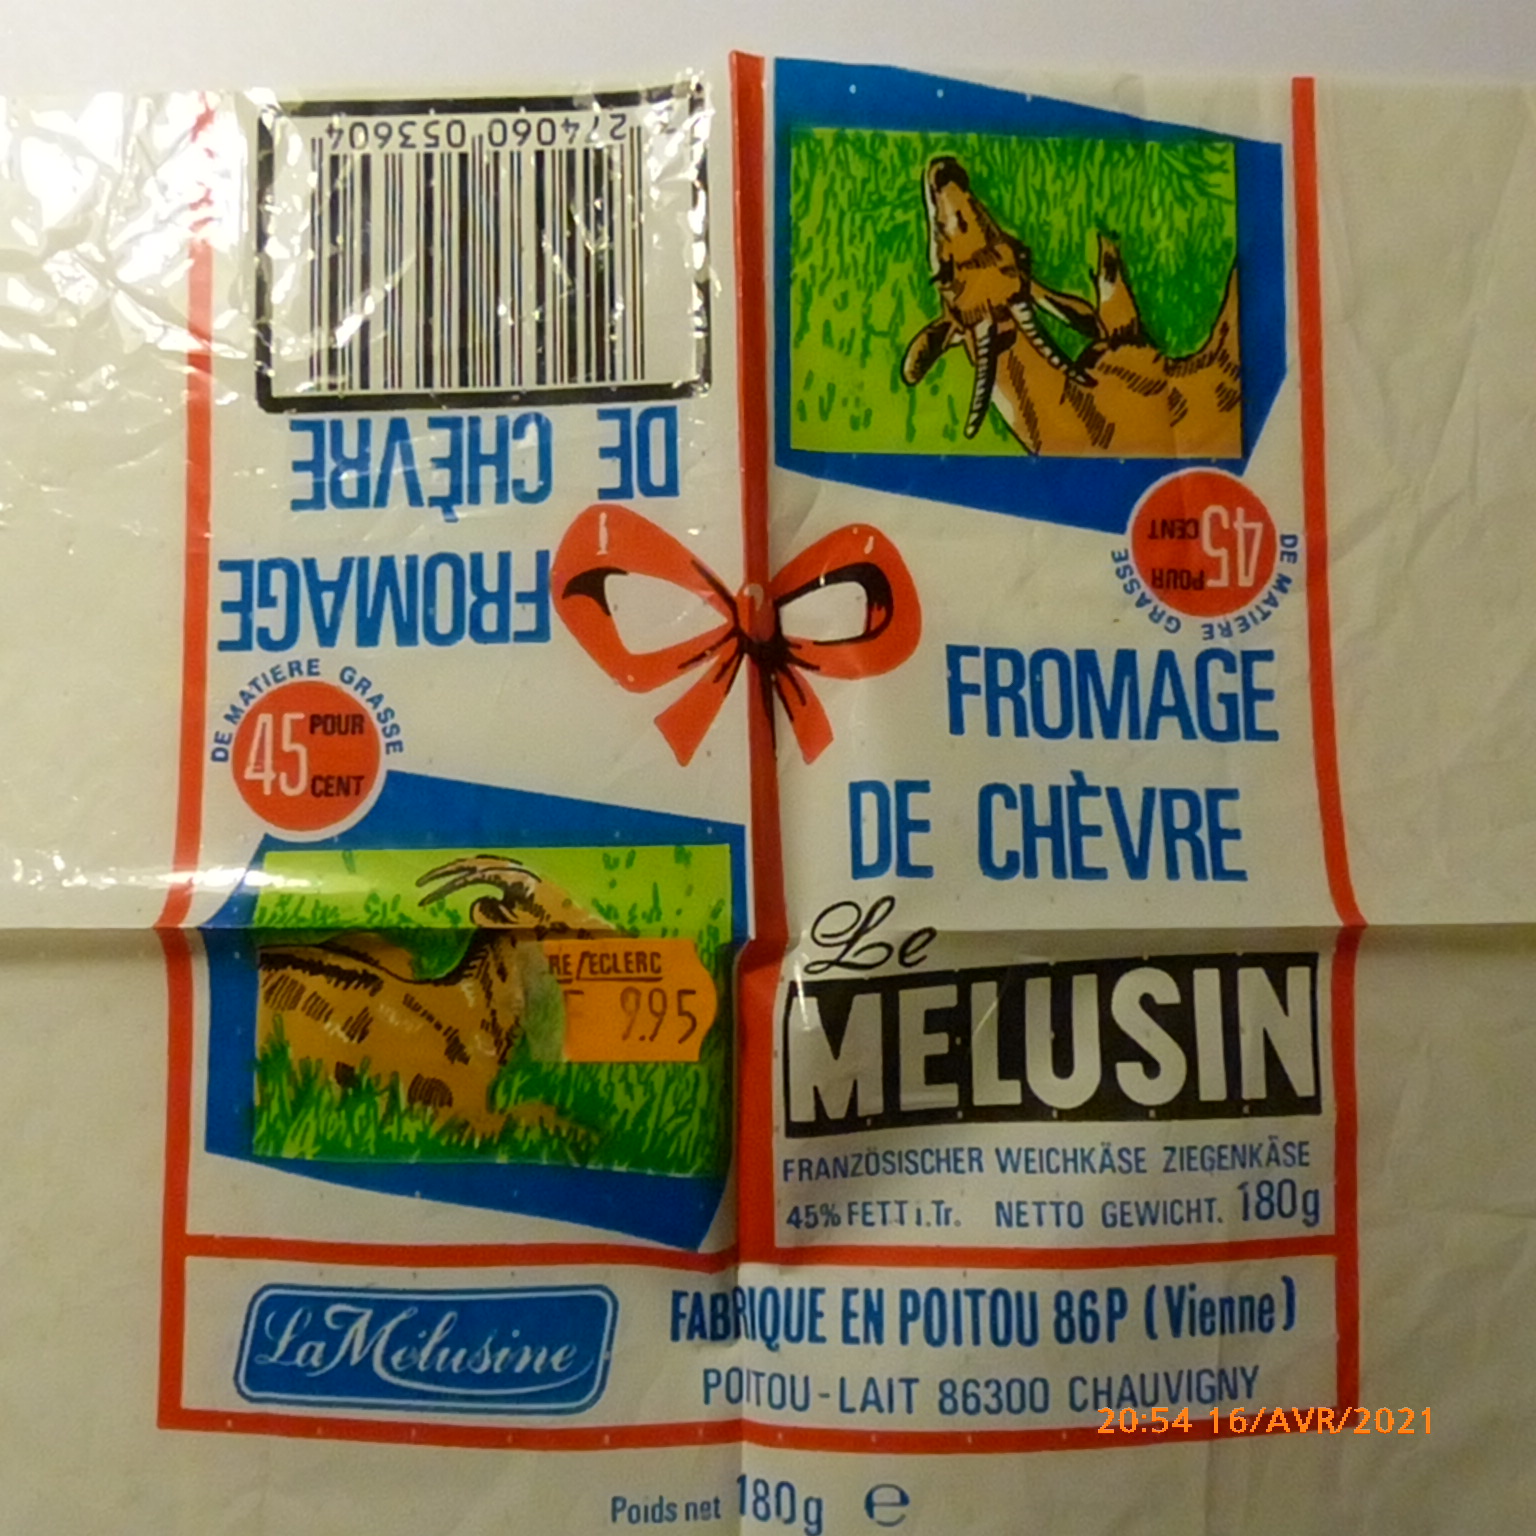 2 274060 053604
DE CHÈVRE
FROMAGE
DE MATIERE GRASSE
45 POUR CENT
45 POUR CENT
DE MATIERE GRASSE
FROMAGE
DE CHÈVRE
Le
MELUSIN
RE/ECLERC
F 9.95
FRANZÖSISCHER WEICHKÄSE ZIEGENKÄSE
45% FETT i.Tr. NETTO GEWICHT. 180g
La Mélusine
FABRIQUE EN POITOU 86P (Vienne)
POITOU-LAIT 86300 CHAUVIGNY
20:54 16/AVR/2021
Poids net 180g e